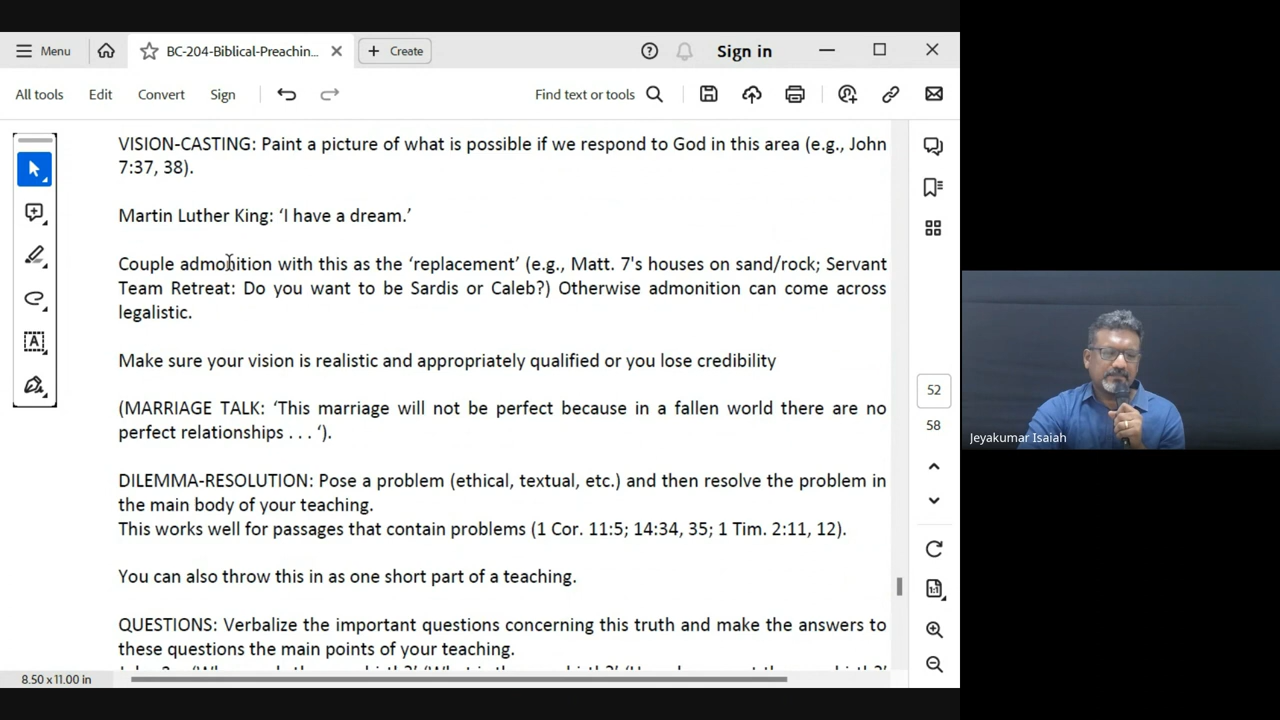 Menu
BC-204-Biblical-Preachin...
Create
Sign in
All tools
Edit
Convert
Sign
Find text or tools
VISION-CASTING: Paint a picture of what is possible if we respond to God in this area (e.g., John
7:37, 38).
Martin Luther King: ‘I have a dream.’
Couple admonition with this as the ‘replacement’ (e.g., Matt. 7's houses on sand/rock; Servant
Team Retreat: Do you want to be Sardis or Caleb?) Otherwise admonition can come across
legalistic.
Make sure your vision is realistic and appropriately qualified or you lose credibility
(MARRIAGE TALK: ‘This marriage will not be perfect because in a fallen world there are no
perfect relationships . . . ‘).
DILEMMA-RESOLUTION: Pose a problem (ethical, textual, etc.) and then resolve the problem in
the main body of your teaching.
This works well for passages that contain problems (1 Cor. 11:5; 14:34, 35; 1 Tim. 2:11, 12).
You can also throw this in as one short part of a teaching.
QUESTIONS: Verbalize the important questions concerning this truth and make the answers to
these questions the main points of your teaching.
52
58
1:1
8.50 x 11.00 in
Jeyakumar Isaiah